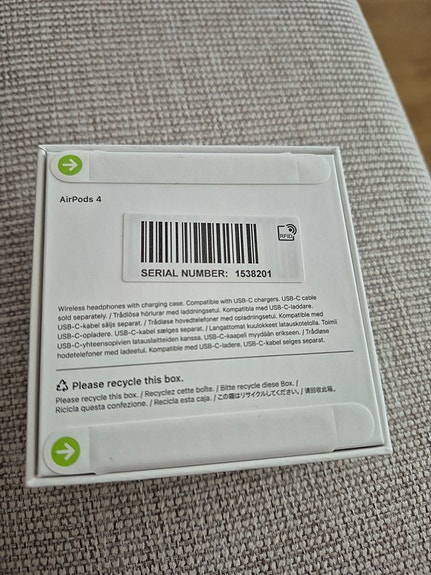 AirPods 4
RFID
SERIAL NUMBER: 1538201
Wireless headphones with charging case. Compatible with USB-C chargers. USB-C cable
sold separately. / Trådlösa hörlurar med laddningsetui. Kompatibla med USB-C-laddare.
USB-C-kabel säljs separat. / Trådløse hovedtelefoner med opladningsetui. Kompatible med
USB-C-opladere. USB-C-kabel sælges separat. / Langattomat kuulokkeet latauskotelolla. Toimii
USB-C-yhteensopivien latauslaitteiden kanssa. USB-C-kaapeli myydään erikseen. / Trådløse
hodetelefoner med ladeetui. Kompatible med USB-C-ladere. USB-C-kabel selges separat.
Please recycle this box.
Please recycle this box. / Recyclez cette boîte. / Bitte recycle diese Box. /
Ricicla questa confezione. / Recicla esta caja. / この箱はリサイクルしてください。/ 请回收此箱。